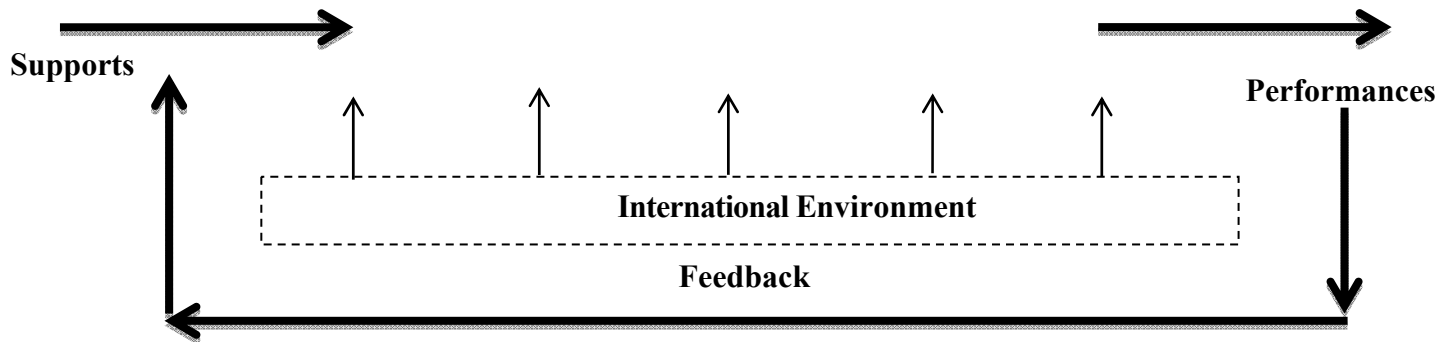 Supports
Performances
International Environment
Feedback